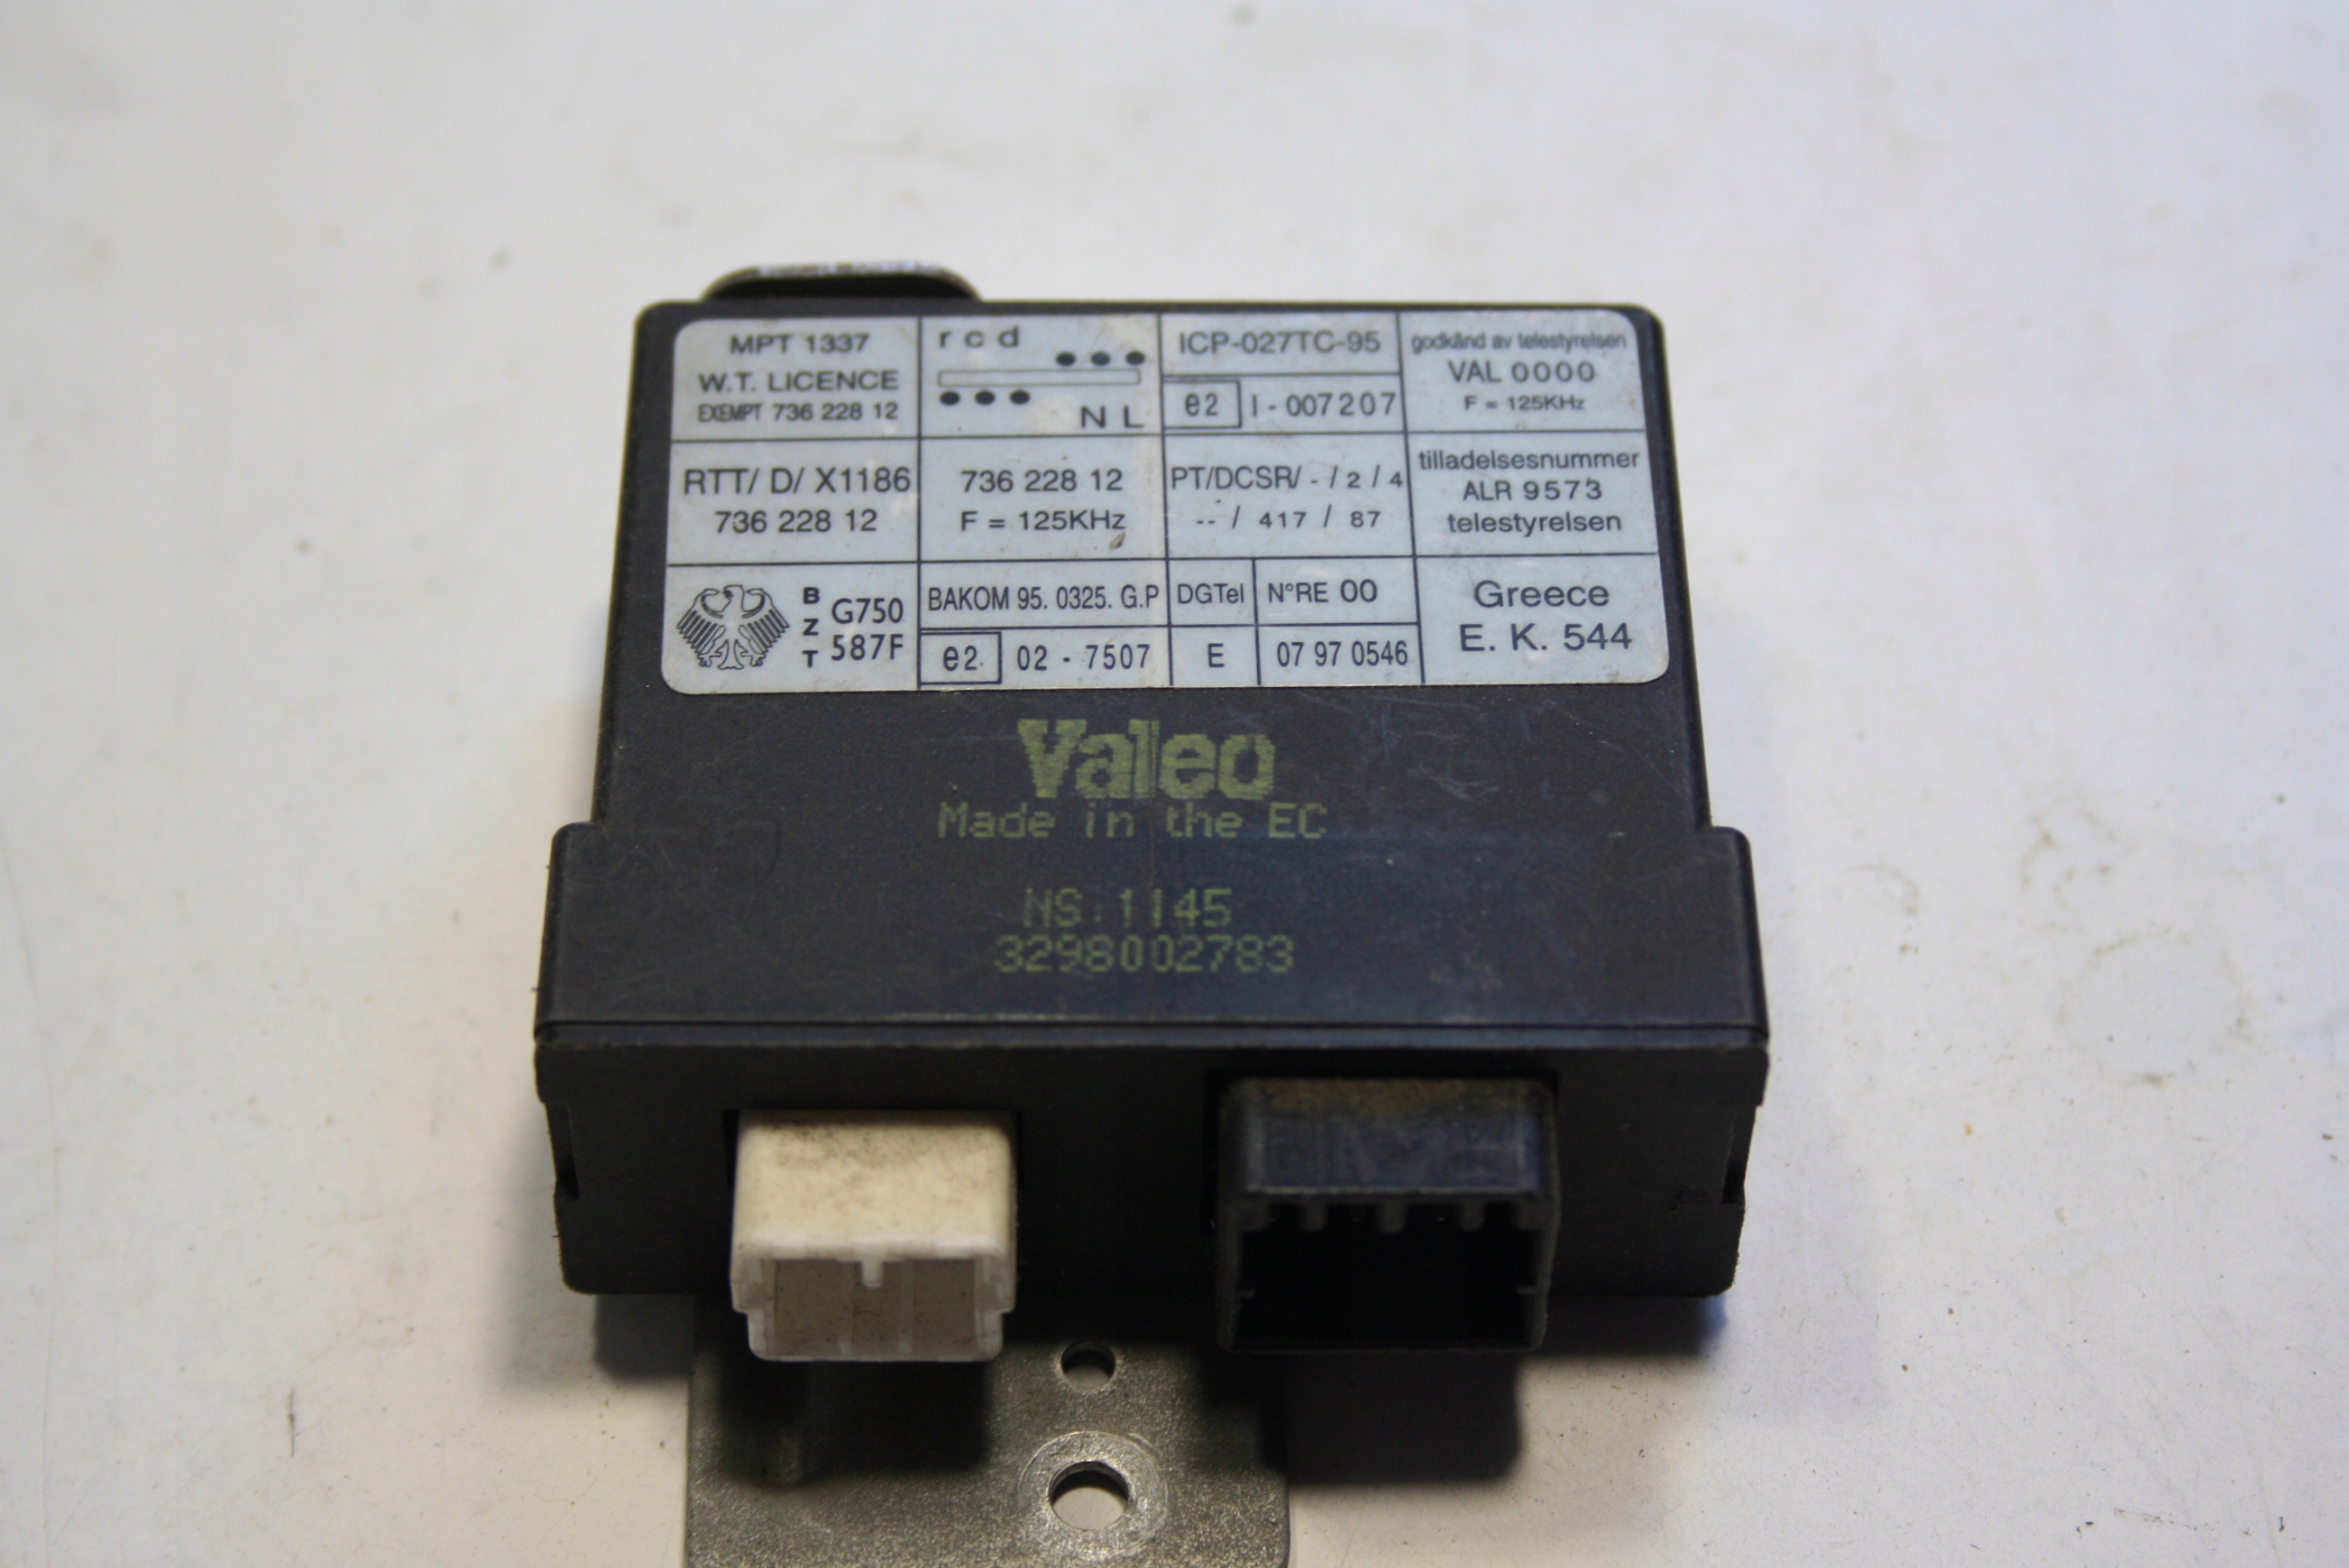 MPT 1337
W.T. LICENCE
EXEMPT 736 228 12
r c d
N L
ICP-027TC-95
e2 I - 007207
godkånd av telestyrelsen
VAL 0000
F = 125KHz
RTT/ D/ X1186
736 228 12
736 228 12
F = 125KHz
PT/DCSR/ - / 2 / 4
-- / 417 / 87
tilladelsesnummer
ALR 9573
telestyrelsen
B Z T
G750
587F
BAKOM 95. 0325. G.P
e2. 02 - 7507
DGTel N°RE 00
E 07 97 0546
Greece
E. K. 544
Valeo
Made in the EC
NS:1145
3298002783